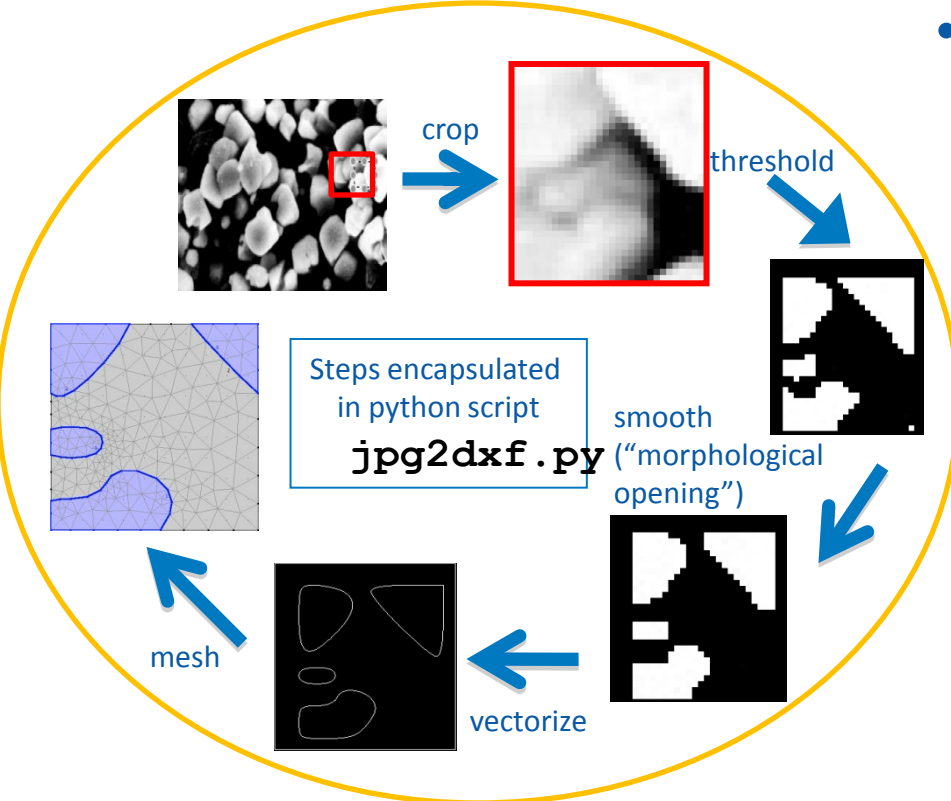 •
crop
threshold
Steps encapsulated
in python script
jpg2dxf.py
smooth
(“morphological
opening”)
mesh
vectorize